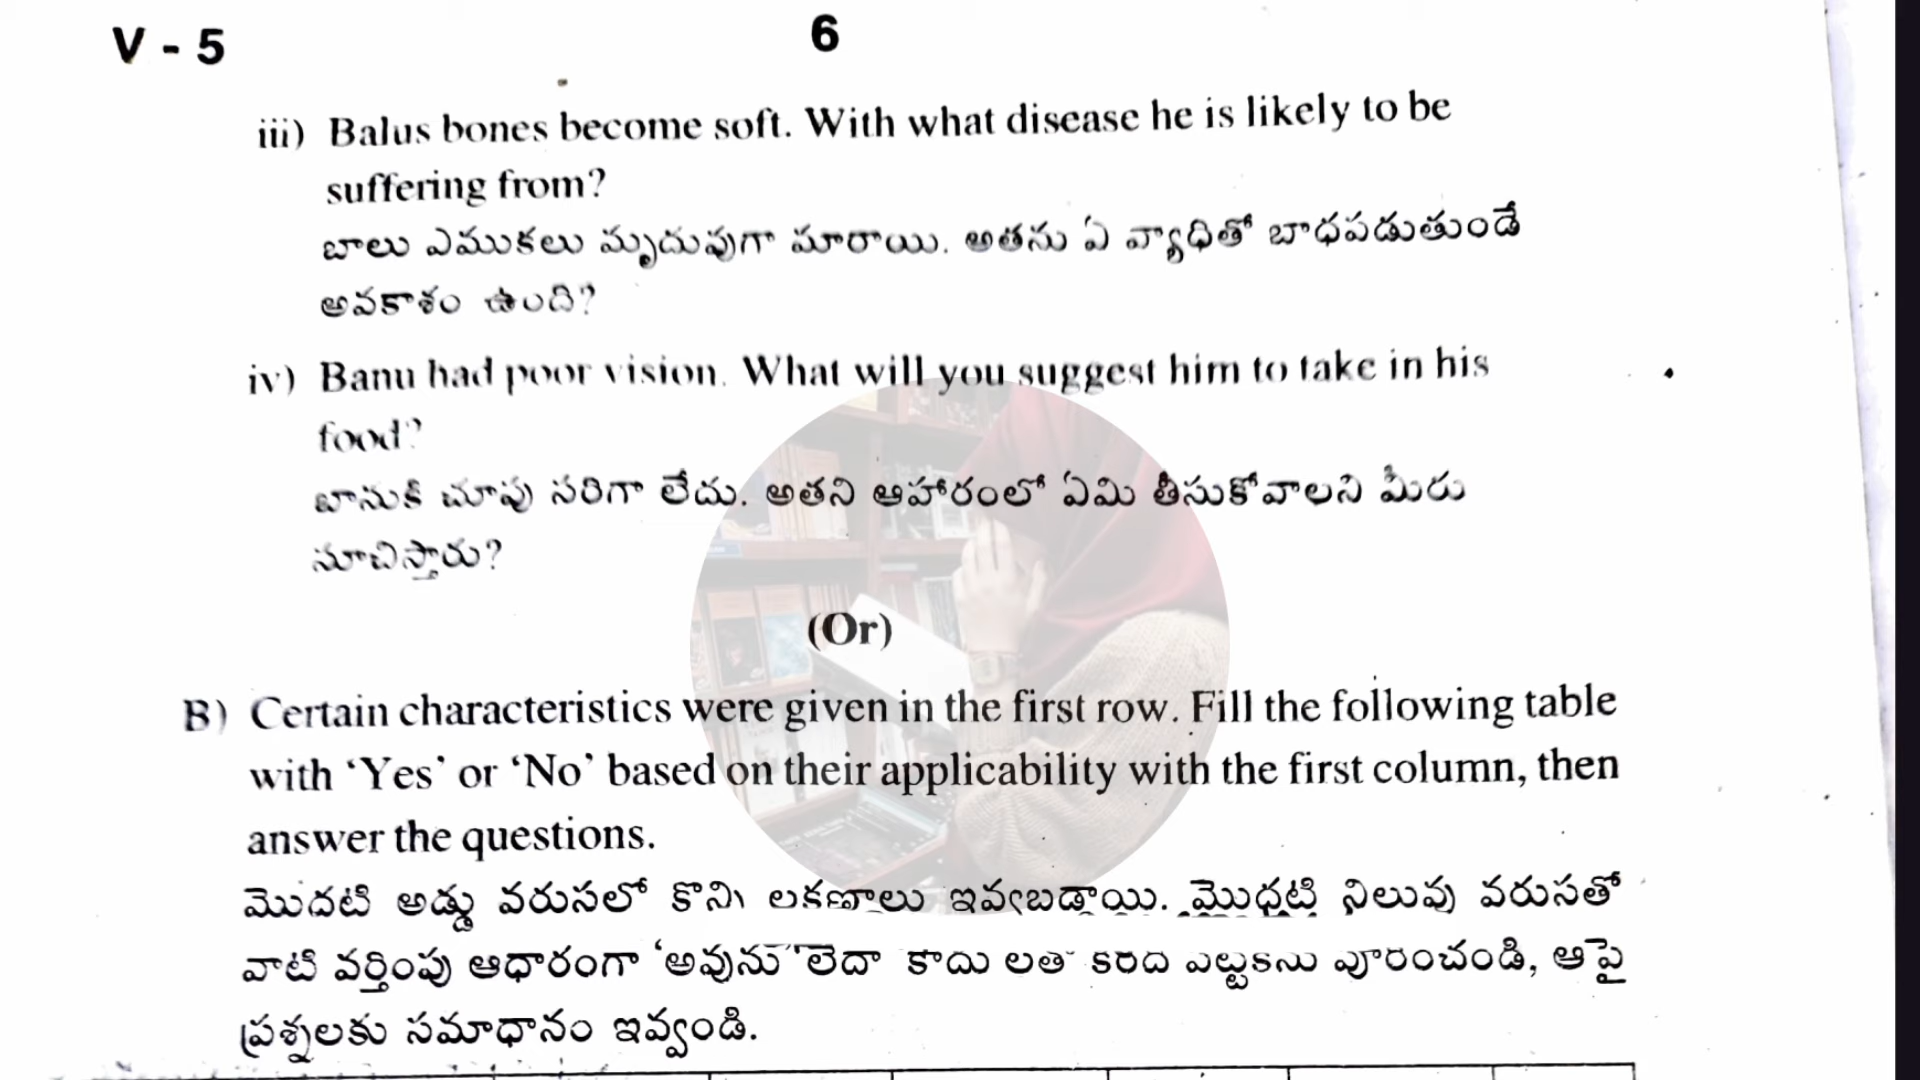 V - 5
6
iii) Balus bones become soft. With what disease he is likely to be
suffering from?
బాలు ఎముకలు మృదువుగా మారాయి. అతను ఏ వ్యాధితో బాధపడుతుండే
అవకాశం ఉంది?
iv) Banu had poor vision. What will you suggest him to take in his
food?
బానుకి చూపు సరిగా లేదు. అతని ఆహారంలో ఏమి తీసుకోవాలని మీరు
సూచిస్తారు?
(Or)
B) Certain characteristics were given in the first row. Fill the following table
with ‘Yes’ or ‘No’ based on their applicability with the first column, then
answer the questions.
మొదటి అడ్డు వరుసలో కొన్ని లక్షణాలు ఇవ్వబడ్డాయి. మొదటి నిలువు వరుసతో
వాటి వర్తింపు ఆధారంగా ‘అవును’ లేదా కాదు పట్టికను పూరించండి, ఆపై
ప్రశ్నలకు సమాధానం ఇవ్వండి.